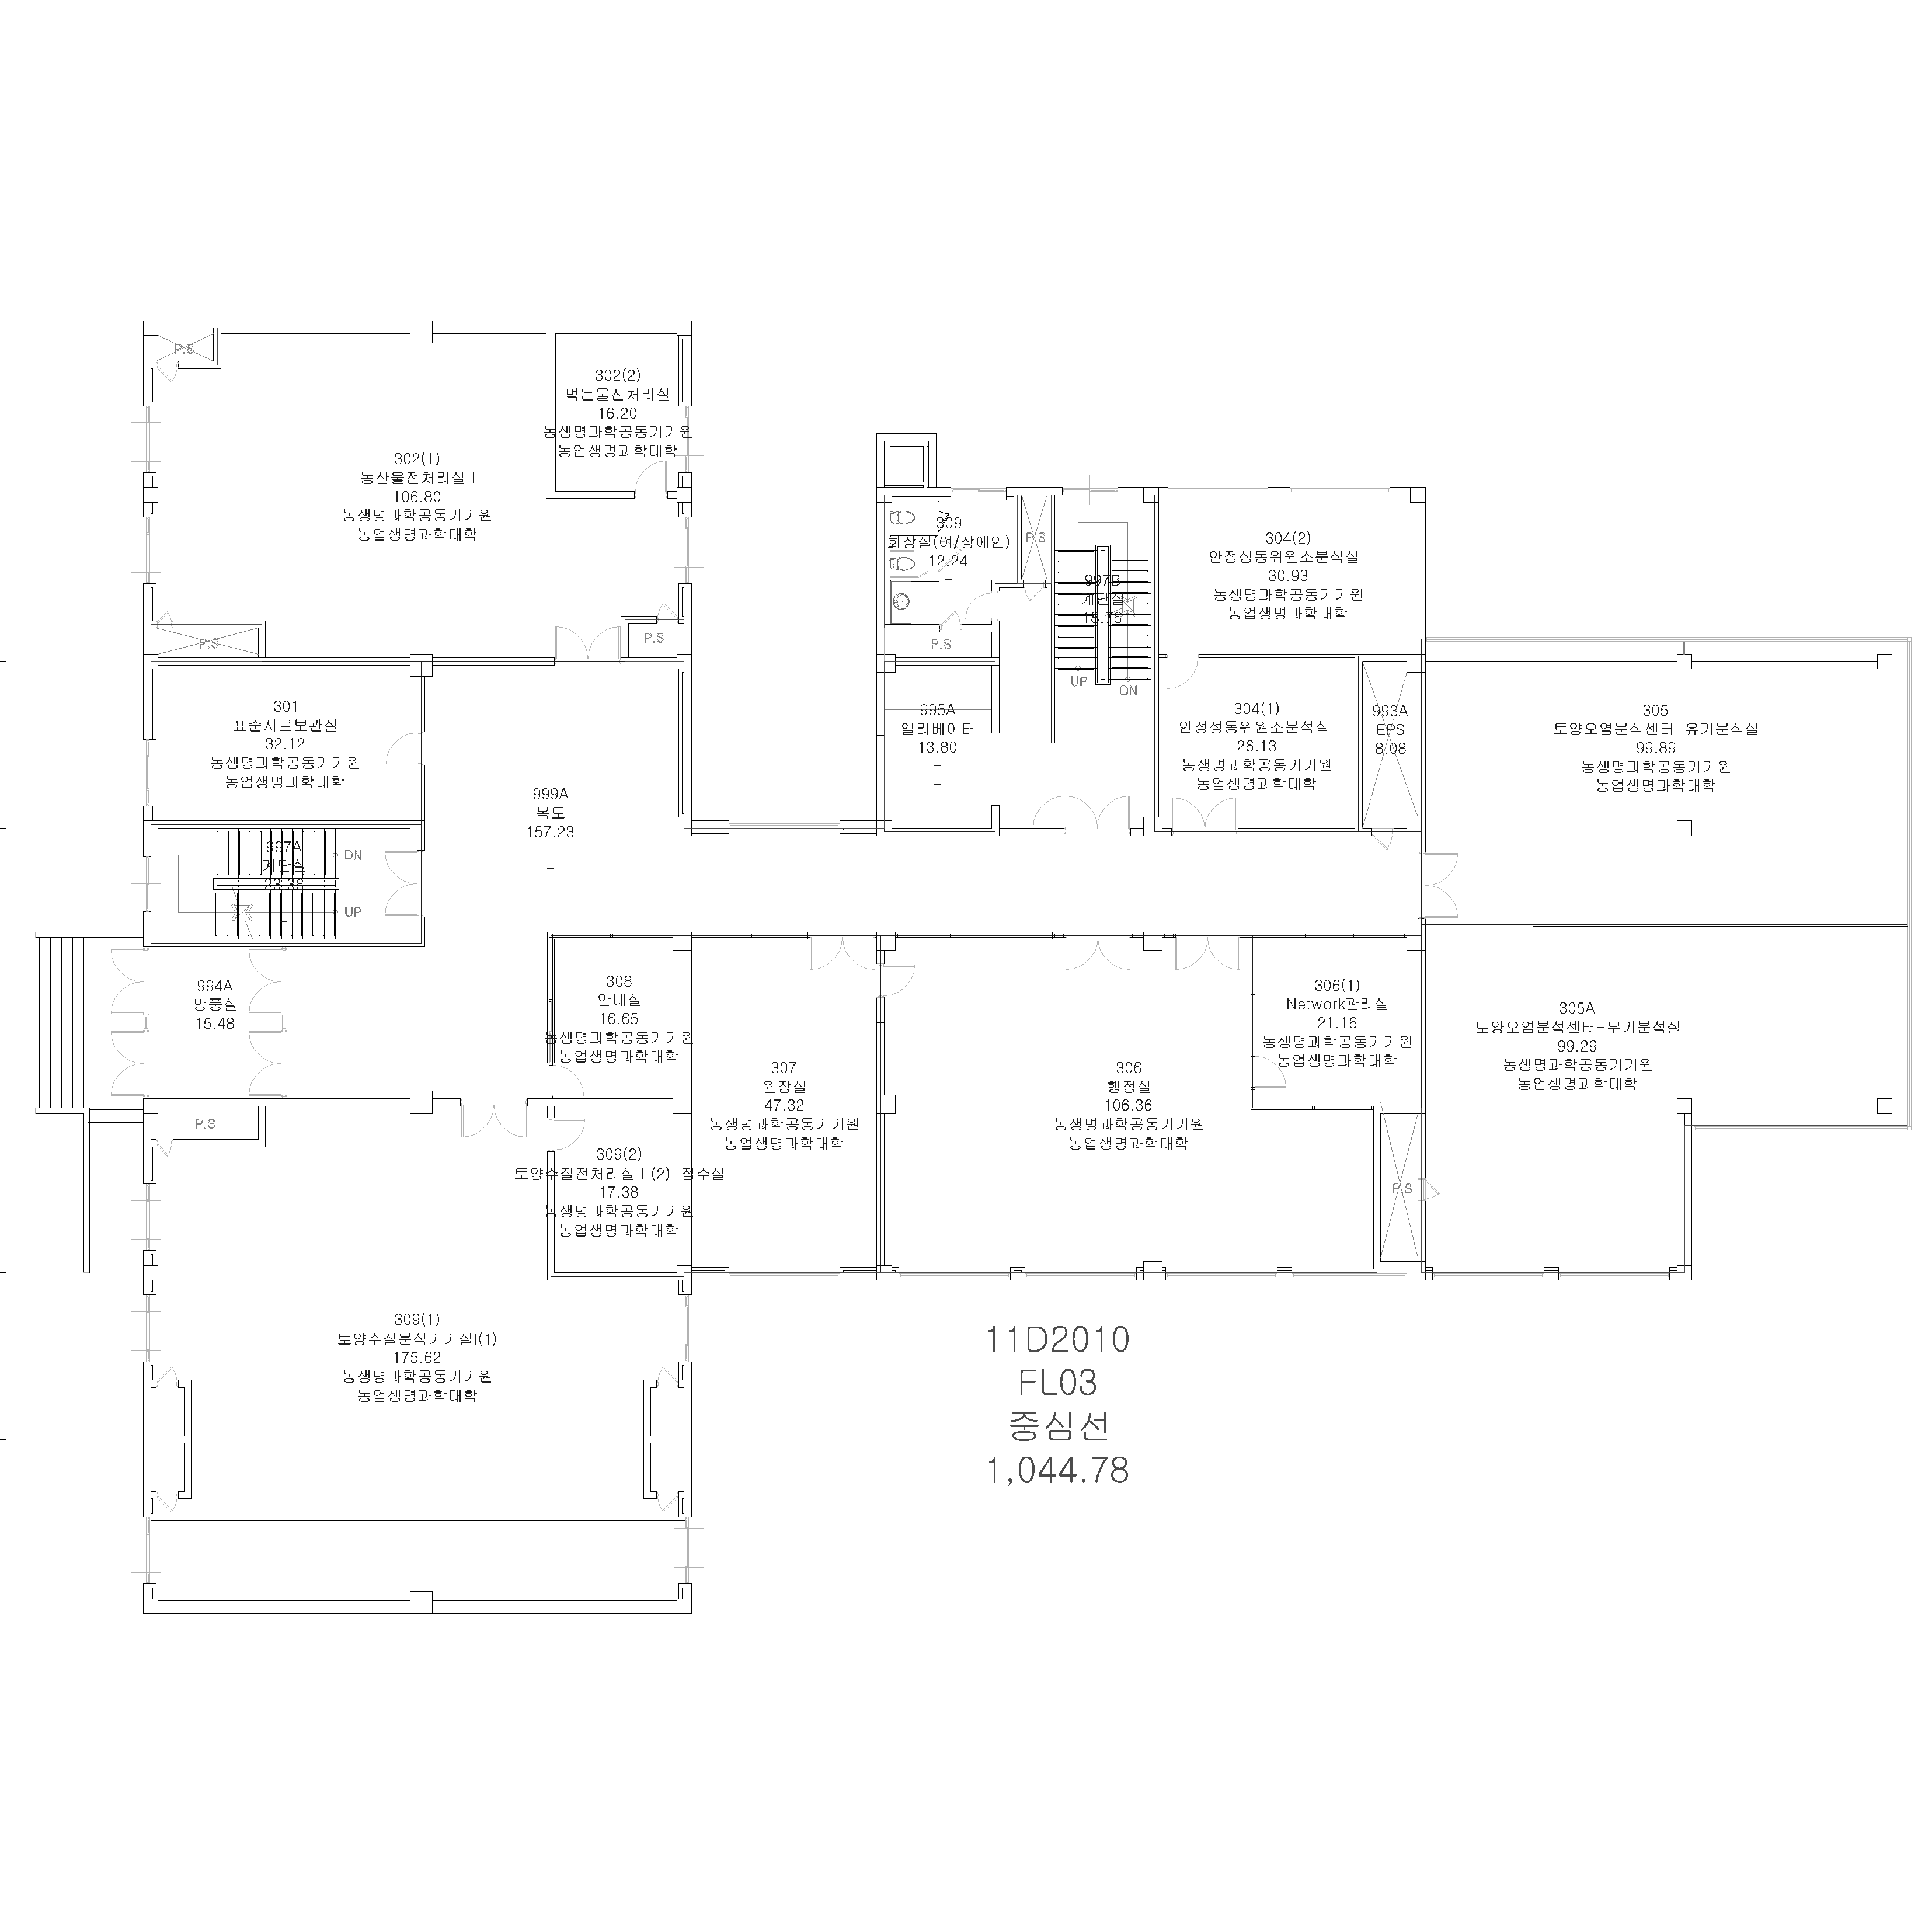 P.S
302(2)
먹는물전처리실
16.20
농생명과학공동기기원
농업생명과학대학
302(1)
농산물전처리실 I
106.80
농생명과학공동기기원
농업생명과학대학
P.S
P.S
309
화상실(여/장애인)
12.24
-
-
P.S
P.S
997B
계단실
18.76
UP
DN
304(2)
안정성동위원소분석실II
30.93
농생명과학공동기기원
농업생명과학대학
301
표준시료보관실
32.12
농생명과학공동기기원
농업생명과학대학
999A
복도
157.23
-
-
995A
엘리베이터
13.80
-
-
304(1)
안정성동위원소분석실I
26.13
농생명과학공동기기원
농업생명과학대학
993A
EPS
8.08
-
-
305
토양오염분석센터-유기분석실
99.89
농생명과학공동기기원
농업생명과학대학
997A
계단실
23.36
-
-
DN
UP
994A
방풍실
15.48
-
-
308
안내실
16.65
농생명과학공동기기원
농업생명과학대학
307
원장실
47.32
농생명과학공동기기원
농업생명과학대학
306
행정실
106.36
농생명과학공동기기원
농업생명과학대학
306(1)
Network관리실
21.16
농생명과학공동기기원
농업생명과학대학
305A
토양오염분석센터-무기분석실
99.29
농생명과학공동기기원
농업생명과학대학
P.S
P.S
309(2)
토양수질전처리실 I (2)-접수실
17.38
농생명과학공동기기원
농업생명과학대학
309(1)
토양수질분석기기실I(1)
175.62
농생명과학공동기기원
농업생명과학대학
11D2010
FL03
중심선
1,044.78